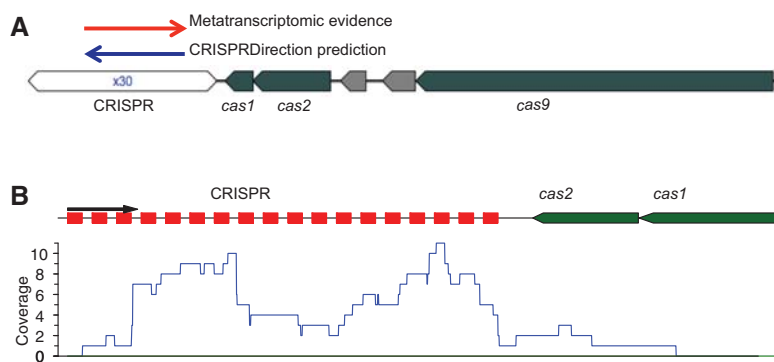 A
Metatranscriptomic evidence
CRISPRDirection prediction
x30
CRISPR
cas1
cas2
cas9
B
CRISPR
cas2
cas1
Coverage
10
8
6
4
2
0